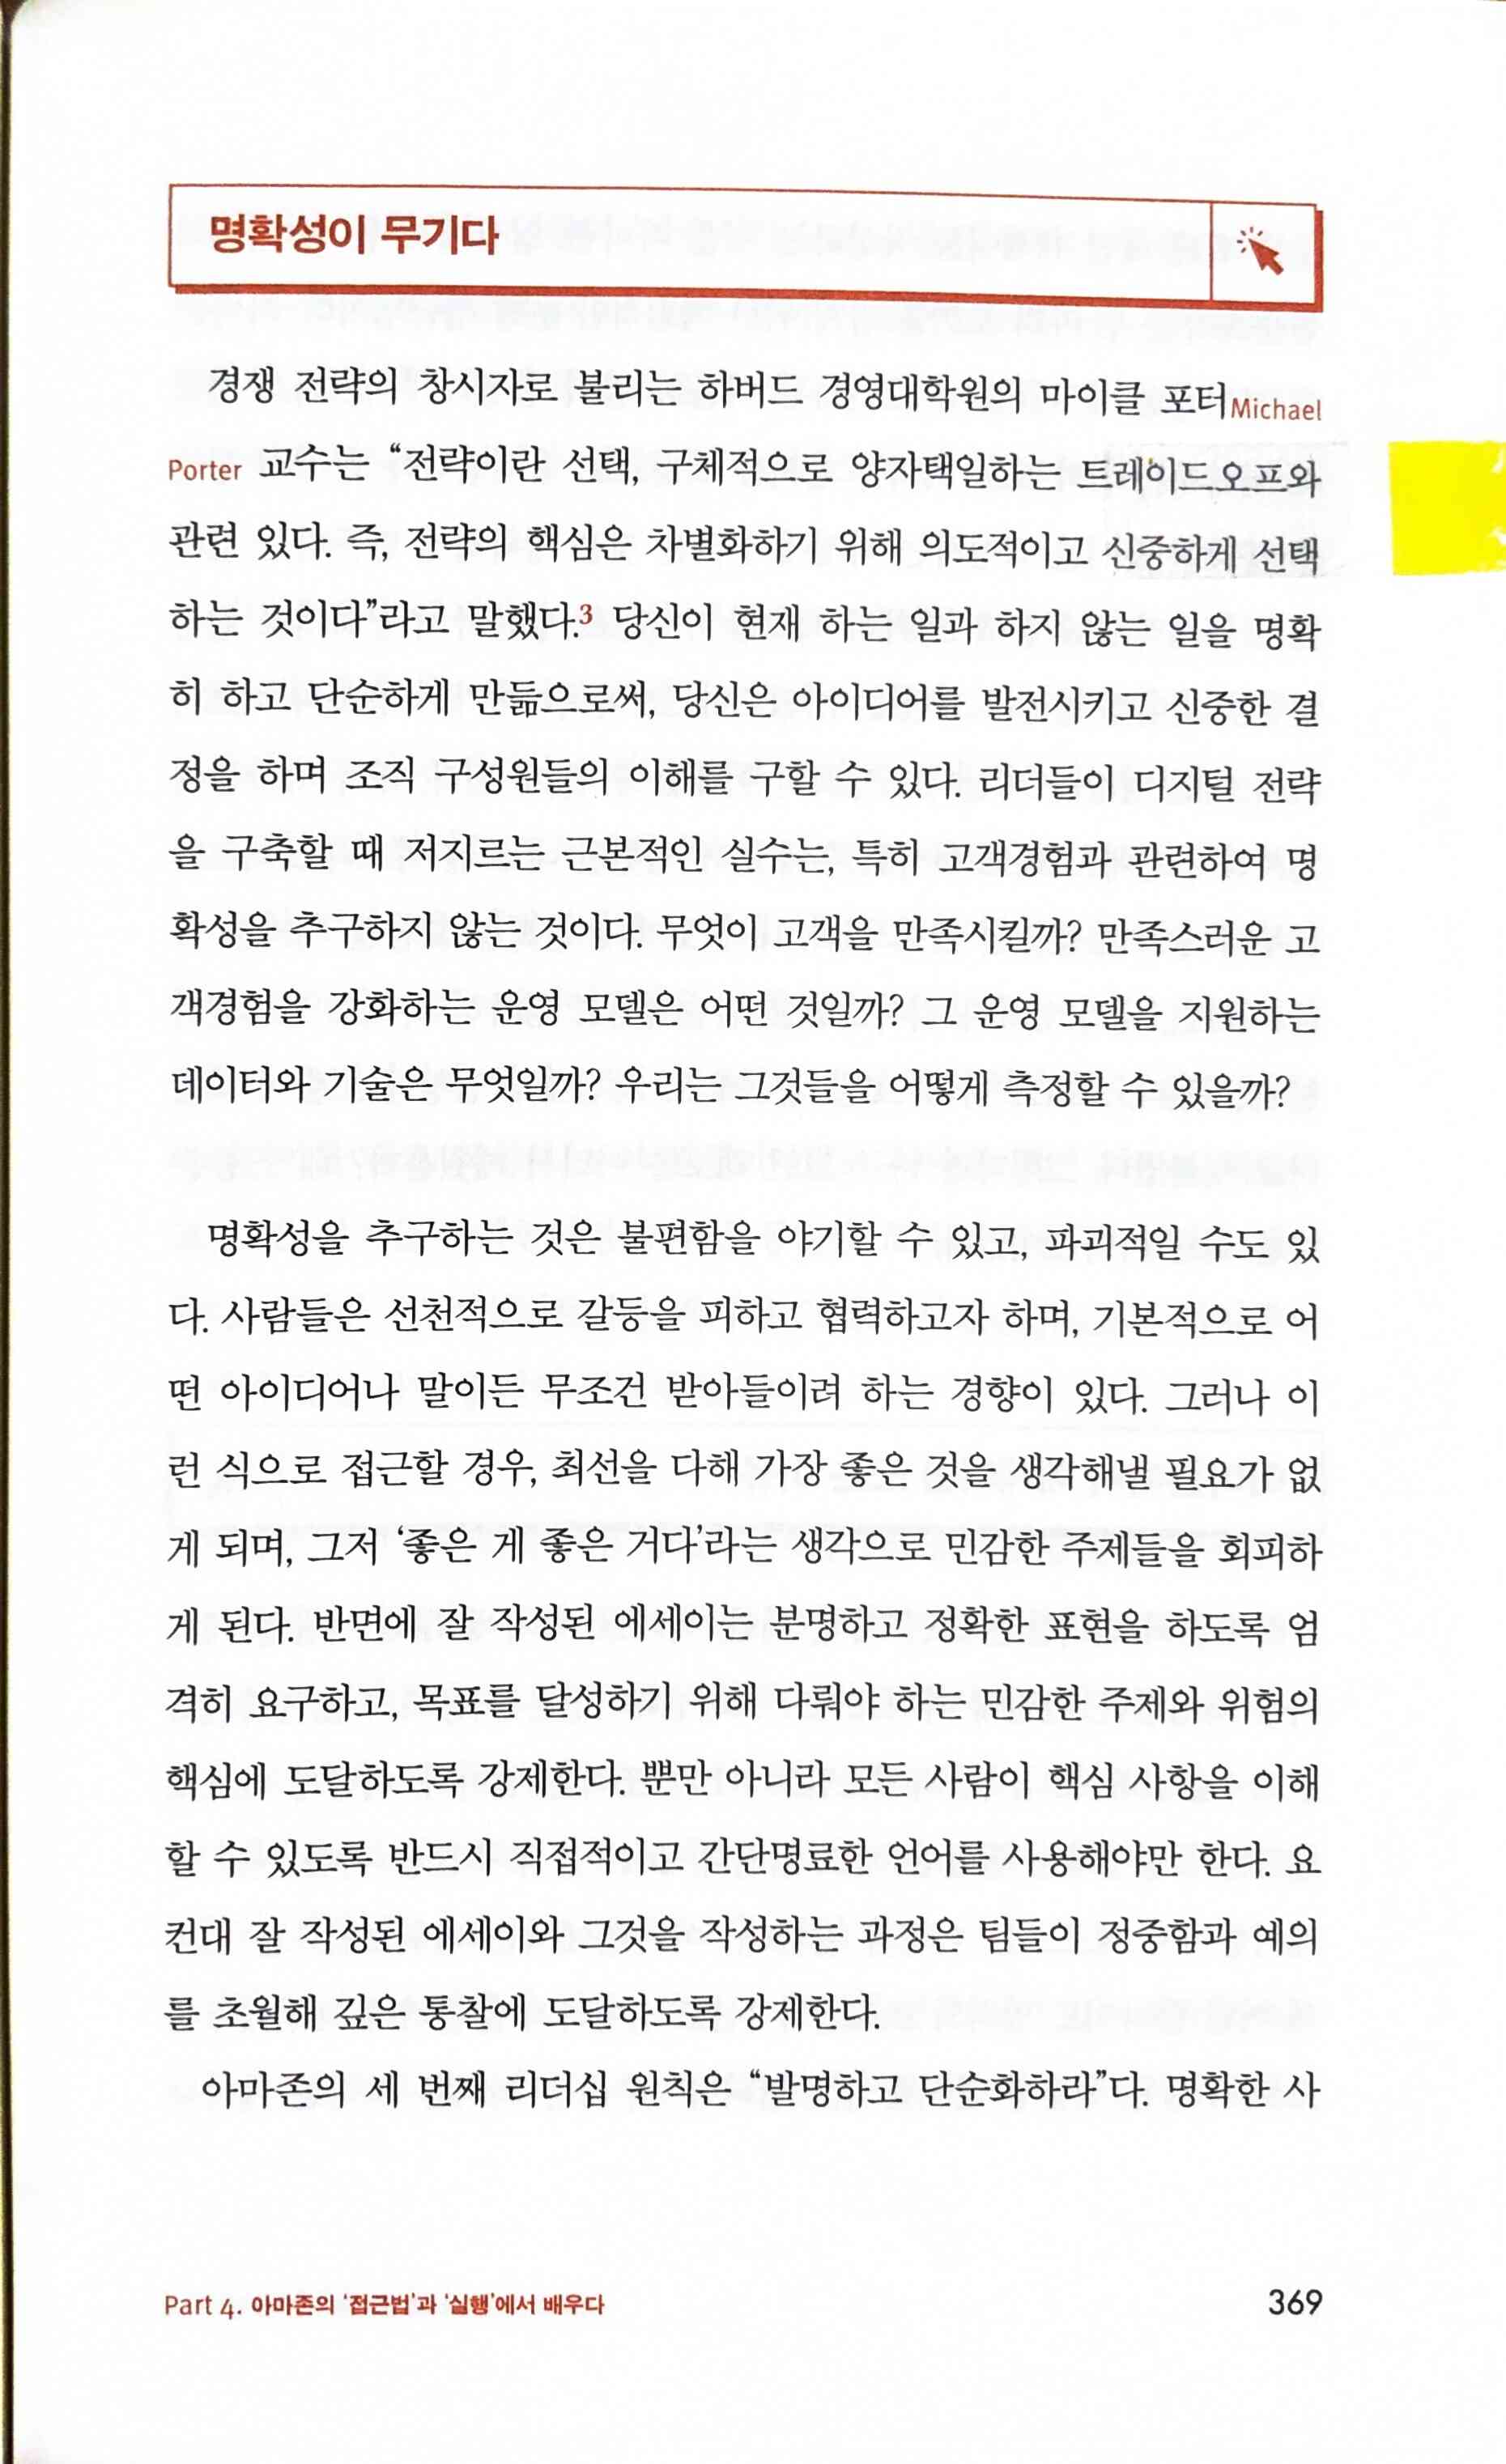 명확성이 무기다
경쟁 전략의 창시자로 불리는 하버드 경영대학원의 마이클 포터Michael
Porter 교수는 “전략이란 선택, 구체적으로 양자택일하는 트레이드오프와
관련 있다. 즉, 전략의 핵심은 차별화하기 위해 의도적이고 신중하게 선택
하는 것이다”라고 말했다.3 당신이 현재 하는 일과 하지 않는 일을 명확
히 하고 단순하게 만듦으로써, 당신은 아이디어를 발전시키고 신중한 결
정을 하며 조직 구성원들의 이해를 구할 수 있다. 리더들이 디지털 전략
을 구축할 때 저지르는 근본적인 실수는, 특히 고객경험과 관련하여 명
확성을 추구하지 않는 것이다. 무엇이 고객을 만족시킬까? 만족스러운 고
객경험을 강화하는 운영 모델은 어떤 것일까? 그 운영 모델을 지원하는
데이터와 기술은 무엇일까? 우리는 그것들을 어떻게 측정할 수 있을까?
명확성을 추구하는 것은 불편함을 야기할 수 있고, 파괴적일 수도 있
다. 사람들은 선천적으로 갈등을 피하고 협력하고자 하며, 기본적으로 어
떤 아이디어나 말이든 무조건 받아들이려 하는 경향이 있다. 그러나 이
런 식으로 접근할 경우, 최선을 다해 가장 좋은 것을 생각해낼 필요가 없
게 되며, 그저 ‘좋은 게 좋은 거다’라는 생각으로 민감한 주제들을 회피하
게 된다. 반면에 잘 작성된 에세이는 분명하고 정확한 표현을 하도록 엄
격히 요구하고, 목표를 달성하기 위해 다뤄야 하는 민감한 주제와 위험의
핵심에 도달하도록 강제한다. 뿐만 아니라 모든 사람이 핵심 사항을 이해
할 수 있도록 반드시 직접적이고 간단명료한 언어를 사용해야만 한다. 요
컨대 잘 작성된 에세이와 그것을 작성하는 과정은 팀들이 정중함과 예의
를 초월해 깊은 통찰에 도달하도록 강제한다.
아마존의 세 번째 리더십 원칙은 “발명하고 단순화하라”다. 명확한 사
Part 4. 아마존의 ‘접근법’과 ‘실행’에서 배우다
369